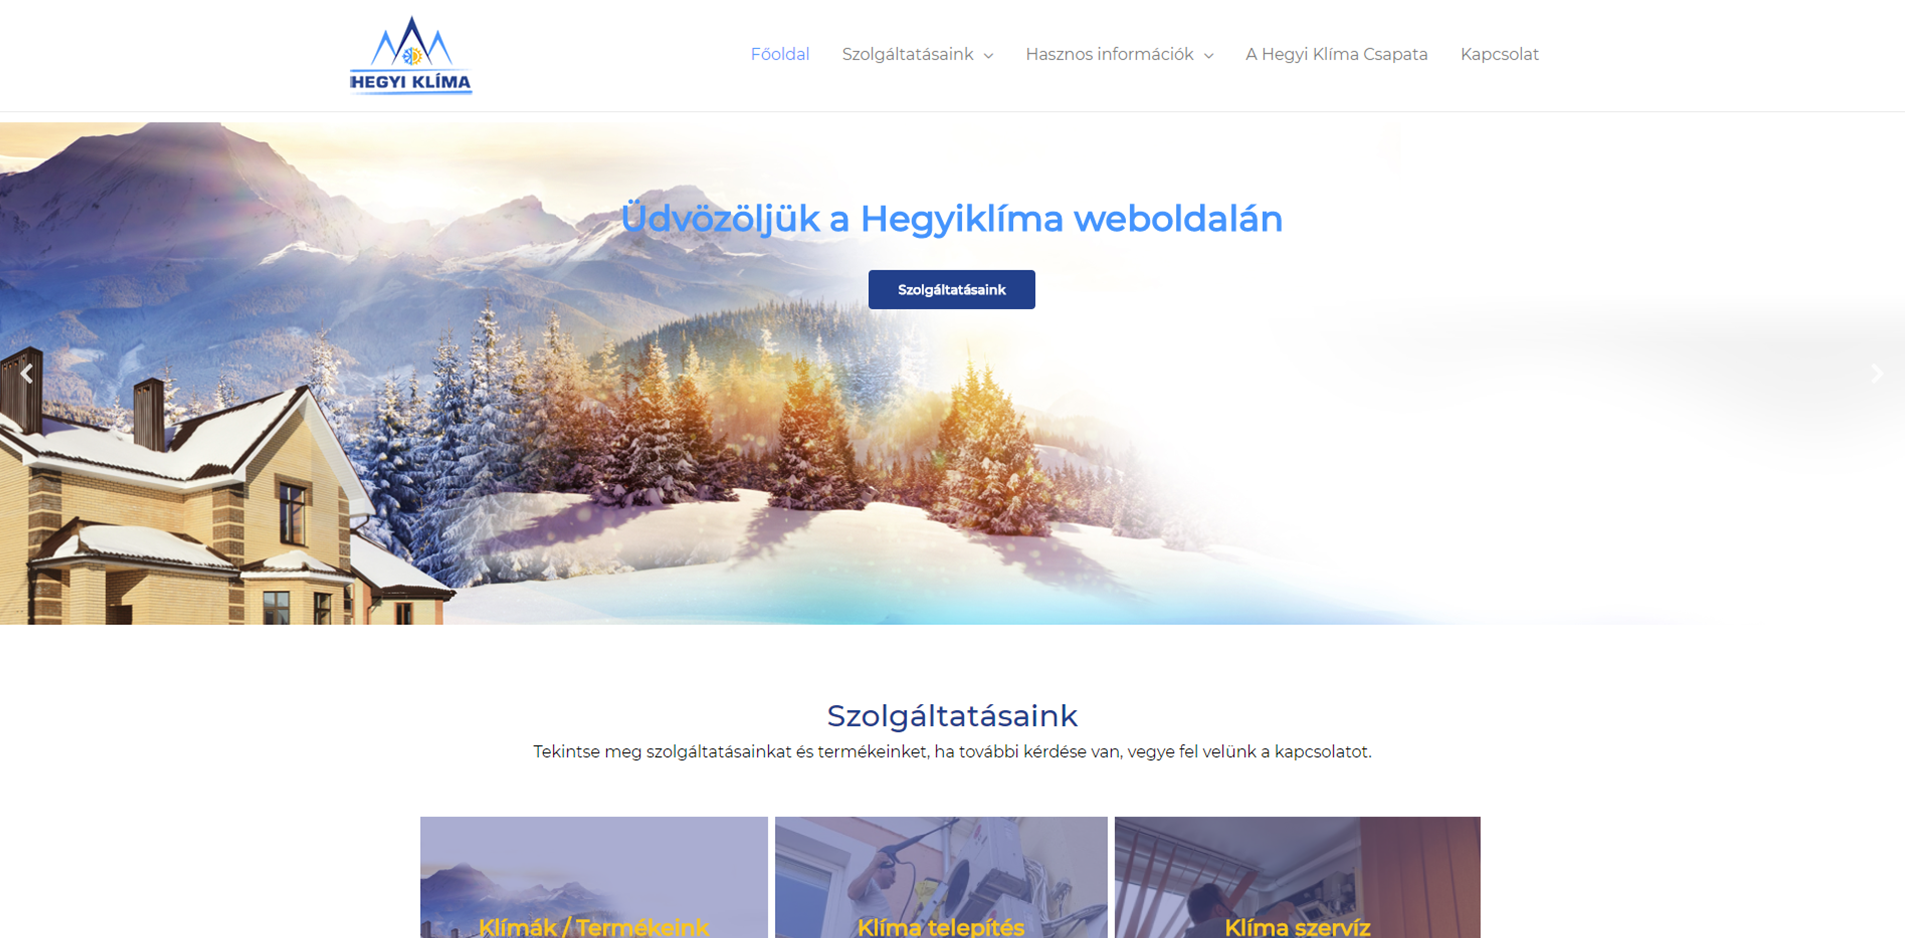 HEGYI KLÍMA
Főoldal Szolgáltatásaink Hasznos információk A Hegyi Klíma Csapata Kapcsolat
Üdvözöljük a Hegyiklíma weboldalán
Szolgáltatásaink
Szolgáltatásaink
Tekintse meg szolgáltatásainkat és termékeinket, ha további kérdése van, vegye fel velünk a kapcsolatot.
Klímák / Termékeink Klíma telepítés Klíma szervíz